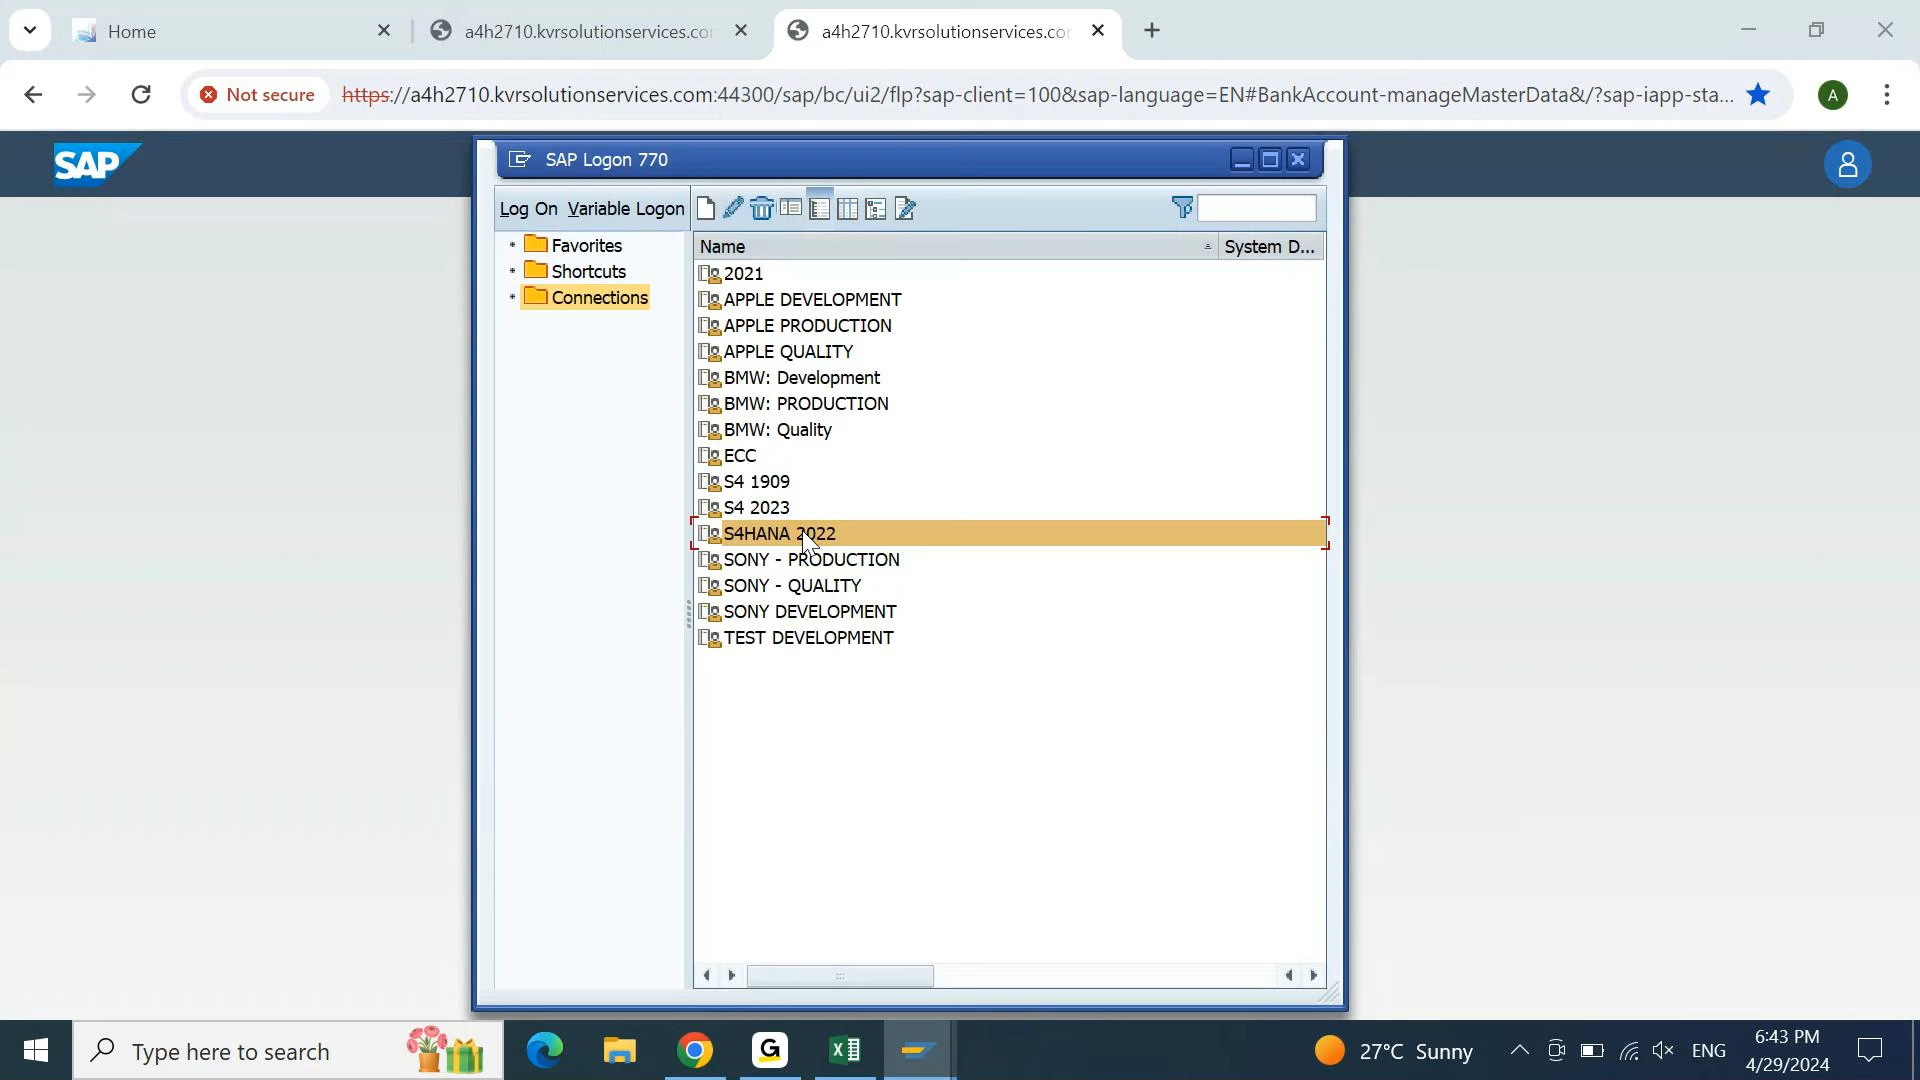 Home
a4h2710.kvrsolutionservices.co
a4h2710.kvrsolutionservices.cor
Not secure
https://a4h2710.kvrsolutionservices.com:44300/sap/bc/ui2/flp?sap-client=100&sap-language=EN#BankAccount-manageMasterData&/?sap-iapp-sta...
A
SAP
SAP Logon 770
Log On Variable Logon
Name
System D...
Favorites
Shortcuts
Connections
2021
APPLE DEVELOPMENT
APPLE PRODUCTION
APPLE QUALITY
BMW: Development
BMW: PRODUCTION
BMW: Quality
ECC
S4 1909
S4 2023
S4HANA 2022
SONY - PRODUCTION
SONY - QUALITY
SONY DEVELOPMENT
TEST DEVELOPMENT
Type here to search
G
27°C Sunny
ENG
6:43 PM
4/29/2024